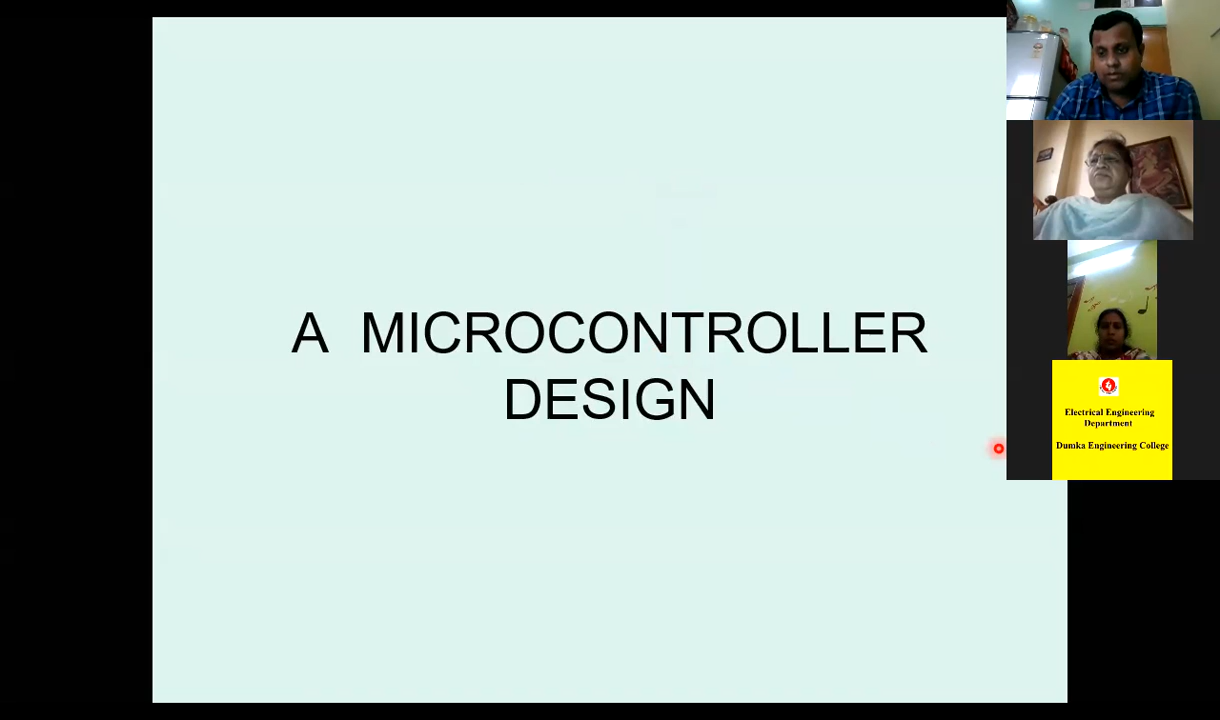 A MICROCONTROLLER
DESIGN
Electrical Engineering
Department
Dumka Engineering College